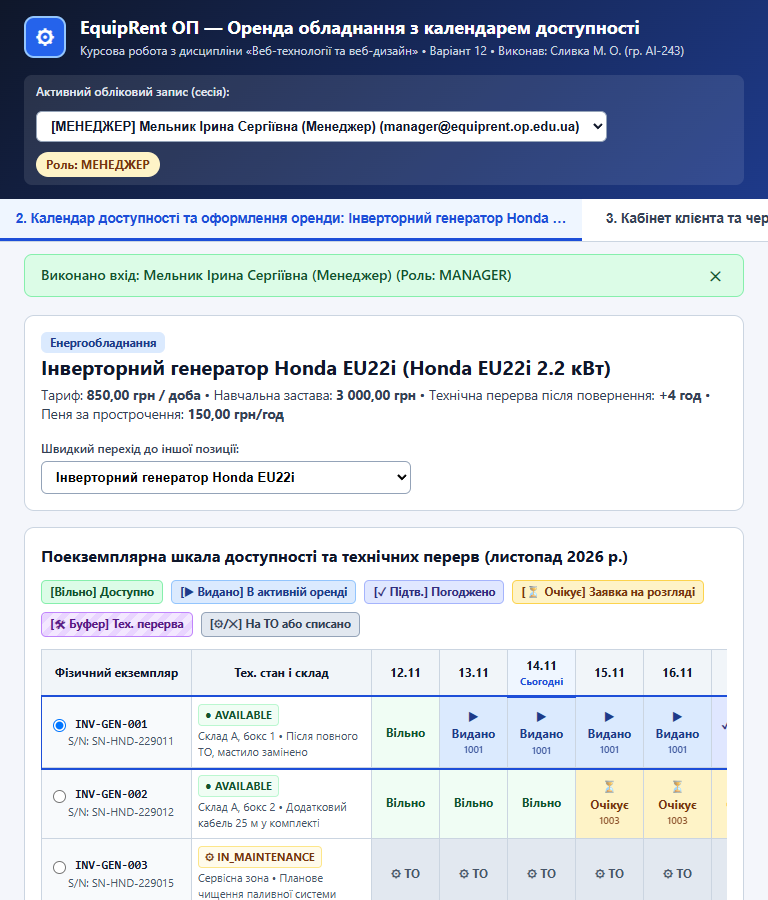 EquipRent ОП — Оренда обладнання з календарем доступності
Курсова робота з дисципліни «Веб-технології та веб-дизайн» • Варіант 12 • Виконав: Сливка М. О. (гр. АІ-243)
Активний обліковий запис (сесія):
[МЕНЕДЖЕР] Мельник Ірина Сергіївна (Менеджер) (manager@equiprent.op.edu.ua)
Роль: МЕНЕДЖЕР
2. Календар доступності та оформлення оренди: Інверторний генератор Honda ... 3. Кабінет клієнта та чер
Виконано вхід: Мельник Ірина Сергіївна (Менеджер) (Роль: MANAGER) ✕
Енергообладнання
Інверторний генератор Honda EU22i (Honda EU22i 2.2 кВт)
Тариф: 850,00 грн / доба • Навчальна застава: 3 000,00 грн • Технічна перерва після повернення: +4 год •
Пеня за прострочення: 150,00 грн/год
Швидкий перехід до іншої позиції:
Інверторний генератор Honda EU22i
Поекземплярна шкала доступності та технічних перерв (листопад 2026 р.)
[Вільно] Доступно [▶ Видано] В активній оренді [✓ Підтв.] Погоджено [⏳ Очікує] Заявка на розгляді
[🛠 Буфер] Тех. перерва [⚙/✕] На ТО або списано
Фізичний екземпляр Тех. стан і склад 12.11 13.11 14.11 15.11 16.11
Сьогодні
INV-GEN-001
S/N: SN-HND-229011
● AVAILABLE
Склад А, бокс 1 • Після повного
ТО, мастило замінено
Вільно
▶ Видано 1001
▶ Видано 1001
▶ Видано 1001
▶ Видано 1001
INV-GEN-002
S/N: SN-HND-229012
● AVAILABLE
Склад А, бокс 2 • Додатковий
кабель 25 м у комплекті
Вільно
Вільно
Вільно
⏳ Очікує 1003
⏳ Очікує 1003
INV-GEN-003
S/N: SN-HND-229015
⚙ IN_MAINTENANCE
Сервісна зона • Планове
чищення паливної системи
⚙ ТО
⚙ ТО
⚙ ТО
⚙ ТО
⚙ ТО